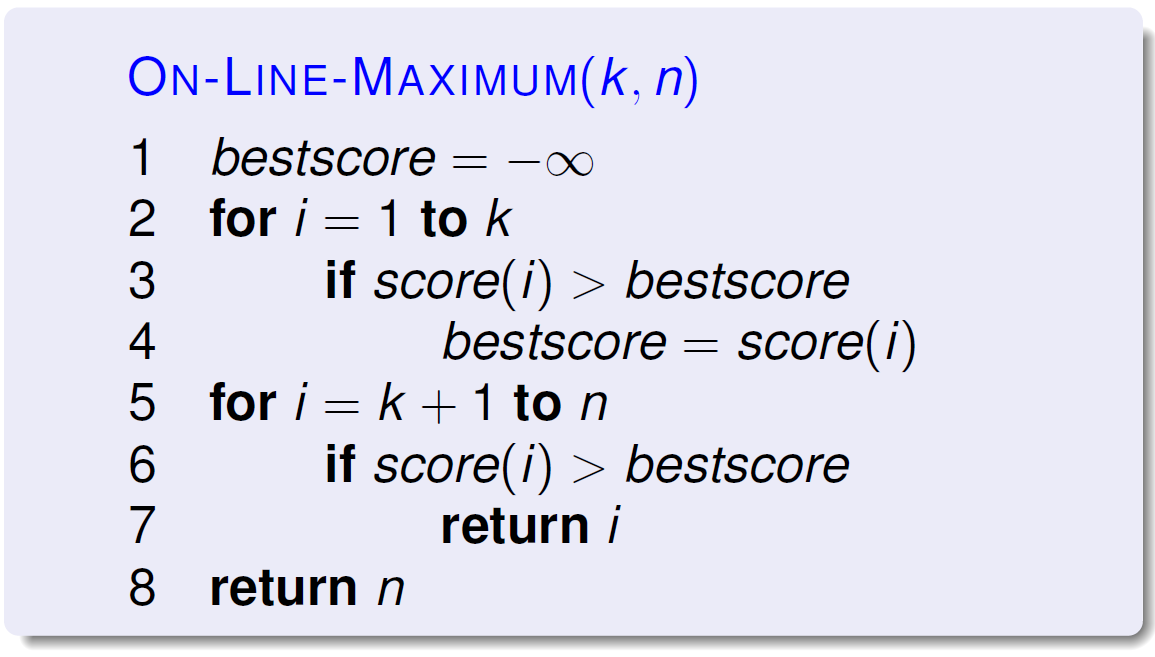 ON-LINE-MAXIMUM(k, n)
1 bestscore = −∞
2 for i = 1 to k
3 if score(i) > bestscore
4 bestscore = score(i)
5 for i = k + 1 to n
6 if score(i) > bestscore
7 return i
8 return n